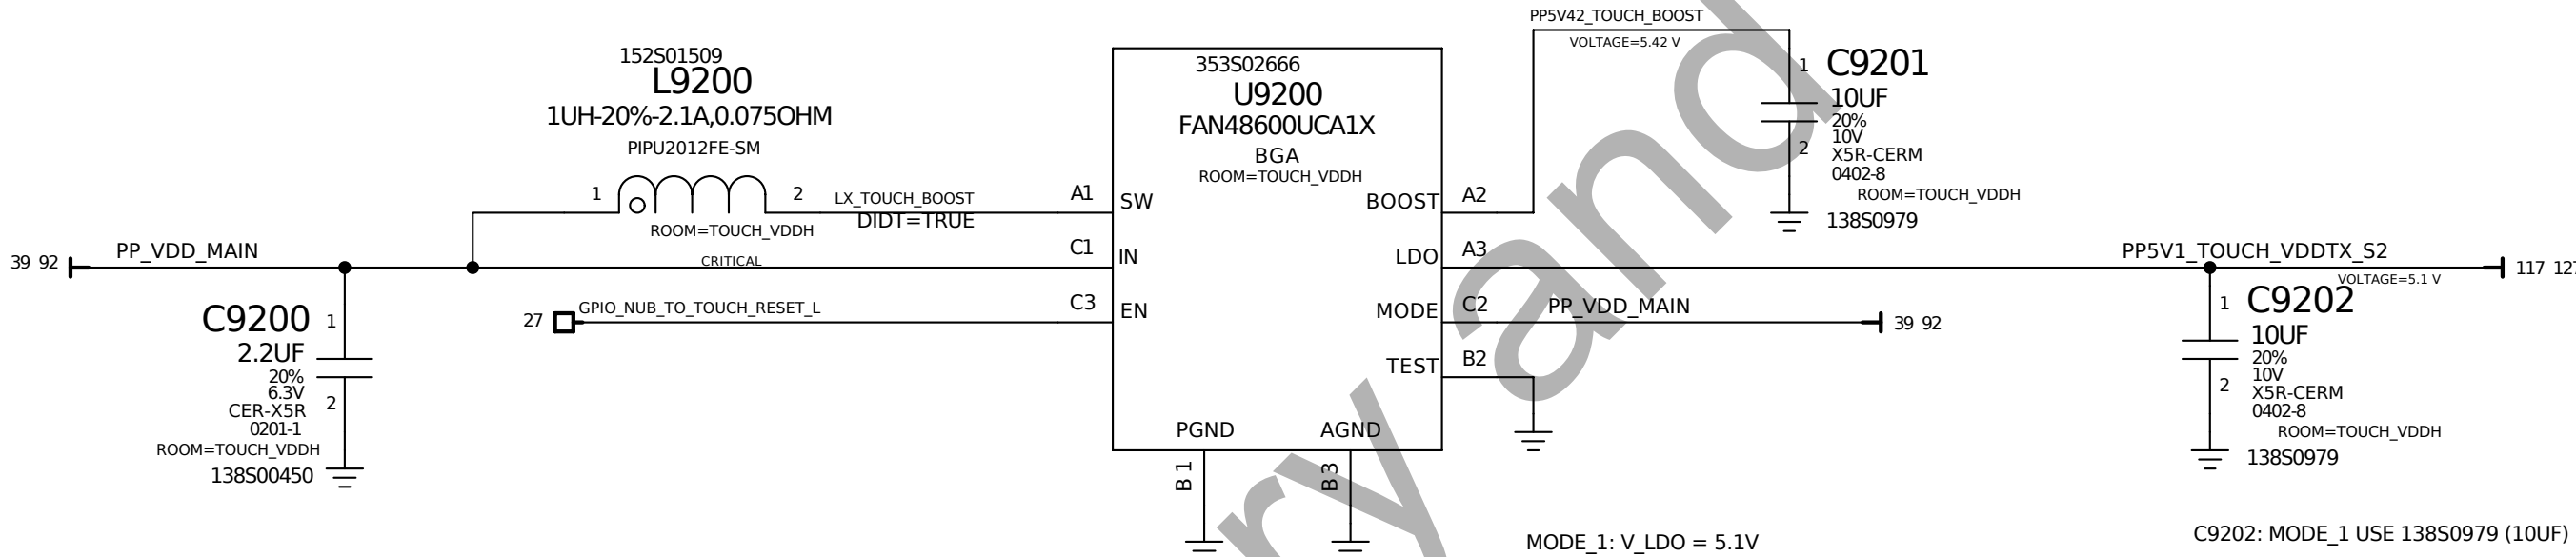 PP5V42_TOUCH_BOOST
VOLTAGE=5.42 V
152S01509
L9200
1UH-20%-2.1A,0.075OHM
PIPU2012FE-SM
1
2
LX_TOUCH_BOOST
DIDT=TRUE
ROOM=TOUCH_VDDH
CRITICAL
39 92
PP_VDD_MAIN
27
GPIO_NUB_TO_TOUCH_RESET_L
C9200
1
2.2UF
20%
6.3V
CER-X5R
2
0201-1
ROOM=TOUCH_VDDH
138S00450
353S02666
U9200
FAN48600UCA1X
BGA
ROOM=TOUCH_VDDH
A1
SW
C1
IN
C3
EN
BOOST
A2
LDO
A3
MODE
C2
TEST
B2
PGND
AGND
B1
B3
1
C9201
10UF
20%
10V
2
X5R-CERM
0402-8
ROOM=TOUCH_VDDH
138S0979
PP_VDD_MAIN
39 92
PP5V1_TOUCH_VDDTX_S2
VOLTAGE=5.1 V
117 127
1
C9202
10UF
20%
10V
2
X5R-CERM
0402-8
ROOM=TOUCH_VDDH
138S0979
MODE_1: V_LDO = 5.1V
C9202: MODE_1 USE 138S0979 (10UF)
ry and